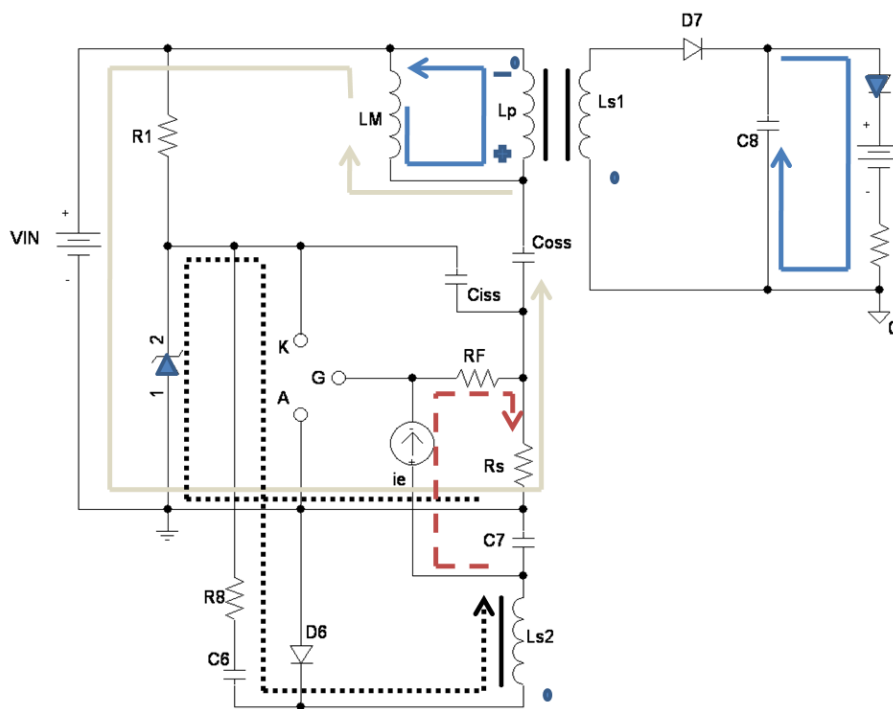 D7
LM
Lp
Ls1
R1
C8
+
+
-
VIN
-
Coss
Ciss
2
K
RF
G
1
A
-
+
ie
Rs
C7
R8
D6
Ls2
C6